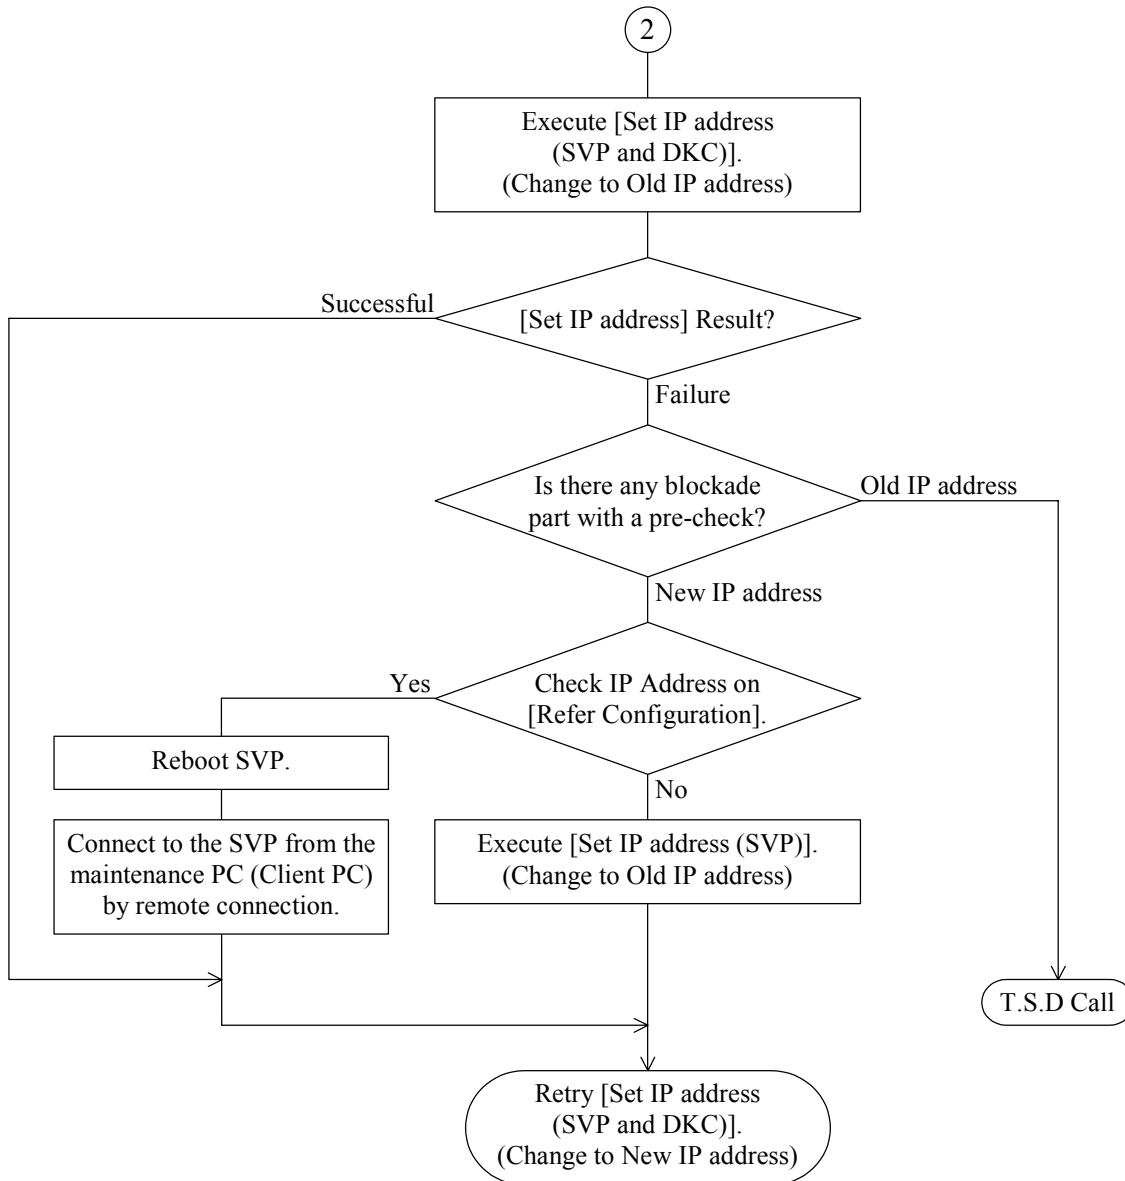 2
Execute [Set IP address
(SVP and DKC)].
(Change to Old IP address)
Successful
[Set IP address] Result?
Failure
Is there any blockade
part with a pre-check?
Old IP address
New IP address
Yes
Check IP Address on
[Refer Configuration].
Reboot SVP.
No
Connect to the SVP from the
maintenance PC (Client PC)
by remote connection.
Execute [Set IP address (SVP)].
(Change to Old IP address)
T.S.D Call
Retry [Set IP address
(SVP and DKC)].
(Change to New IP address)